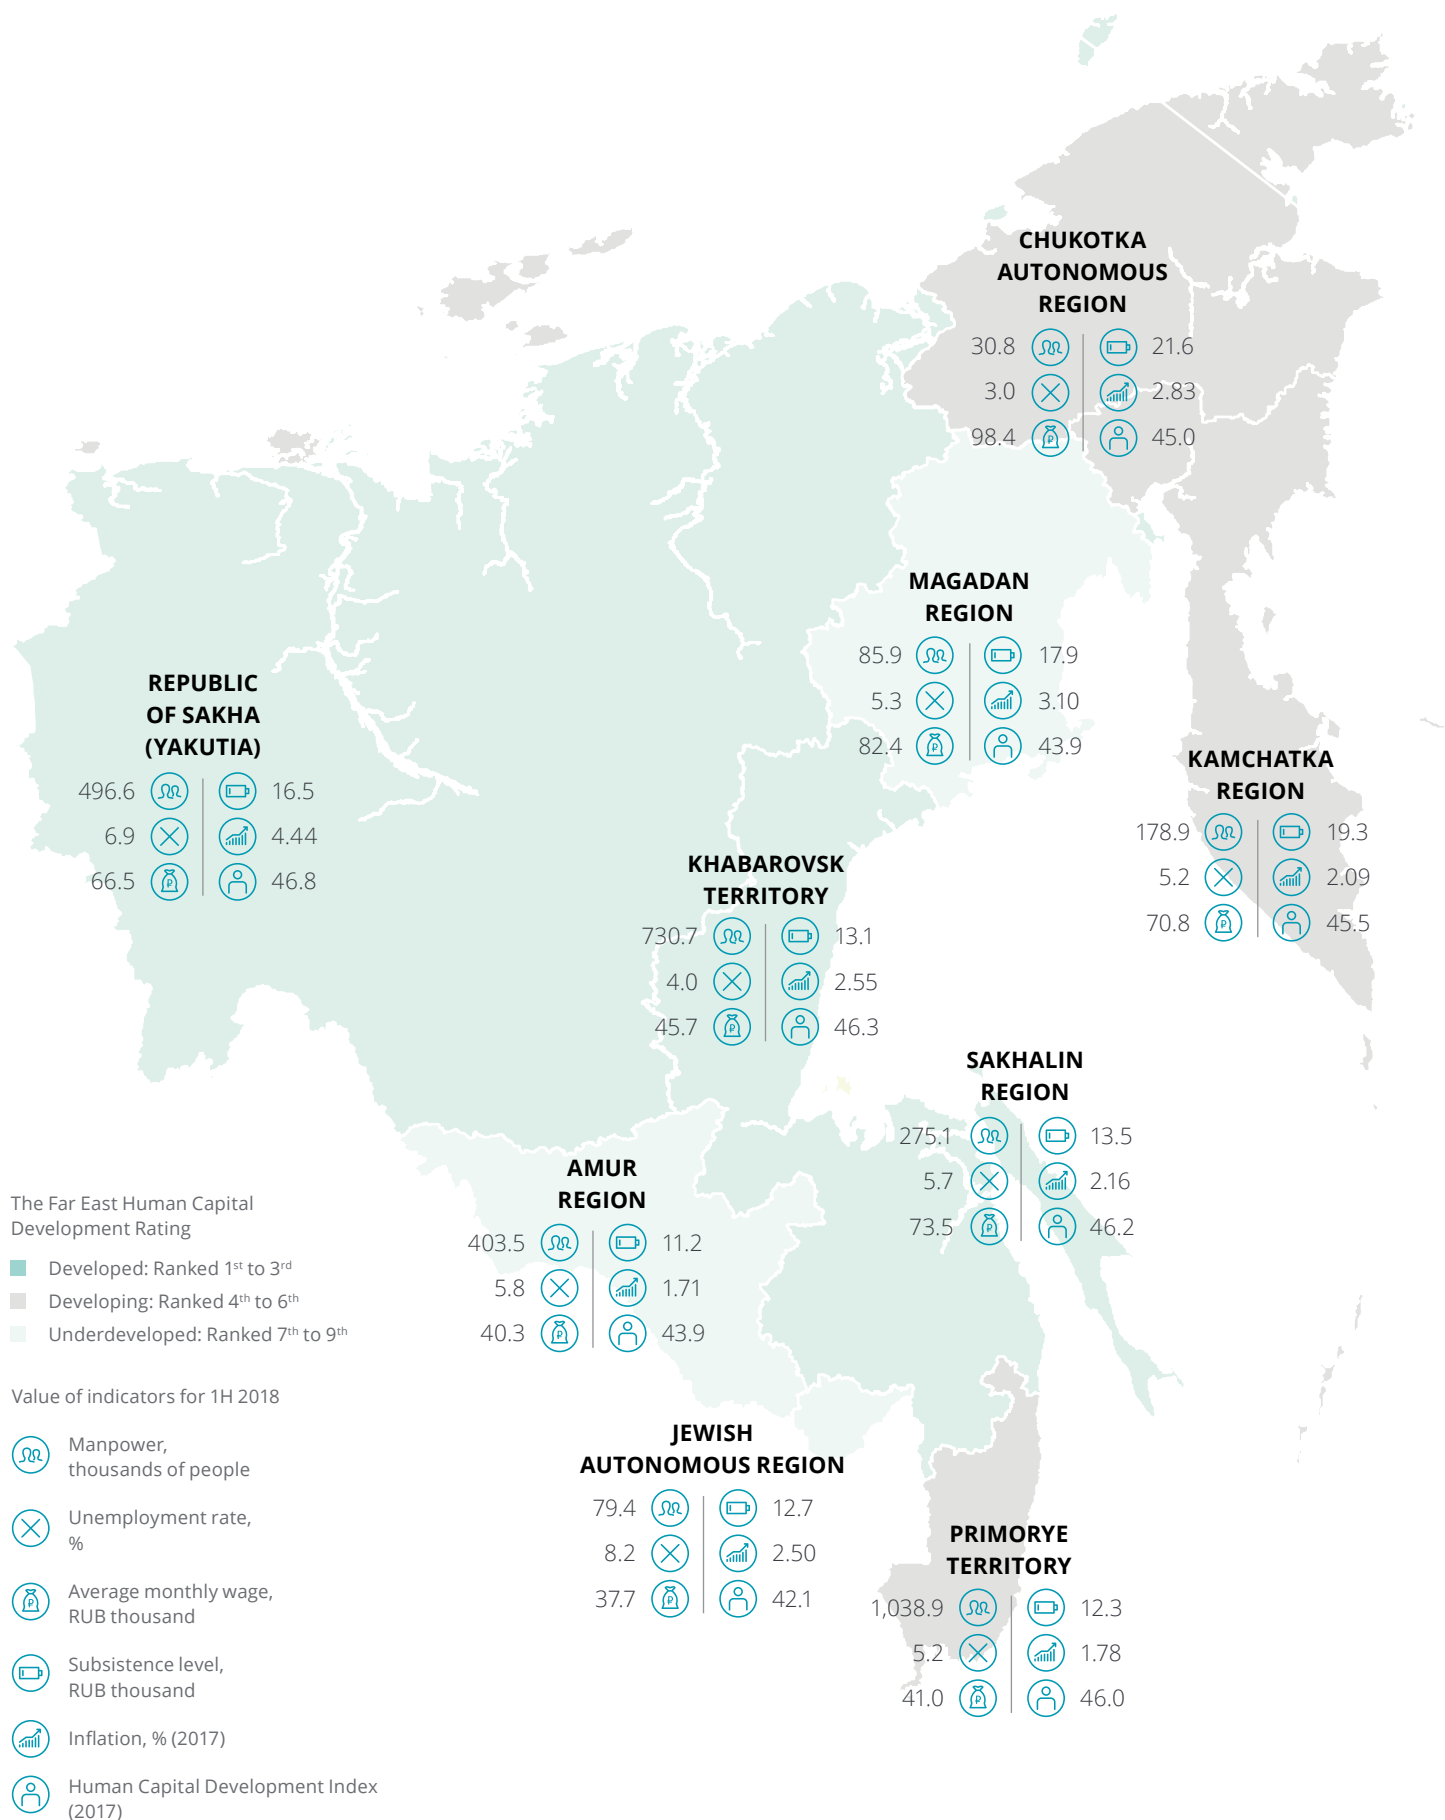 CHUKOTKA
AUTONOMOUS
REGION
30.8 21.6
3.0 2.83
98.4 45.0
MAGADAN
REGION
85.9 17.9
5.3 3.10
82.4 43.9
REPUBLIC
OF SAKHA
(YAKUTIA)
496.6 16.5
6.9 4.44
66.5 46.8
KAMCHATKA
REGION
178.9 19.3
5.2 2.09
70.8 45.5
KHABAROVSK
TERRITORY
730.7 13.1
4.0 2.55
45.7 46.3
SAKHALIN
REGION
275.1 13.5
5.7 2.16
73.5 46.2
AMUR
REGION
403.5 11.2
5.8 1.71
40.3 43.9
JEWISH
AUTONOMOUS REGION
79.4 12.7
8.2 2.50
37.7 42.1
PRIMORYE
TERRITORY
1,038.9 12.3
5.2 1.78
41.0 46.0
The Far East Human Capital
Development Rating
Developed: Ranked 1st to 3rd
Developing: Ranked 4th to 6th
Underdeveloped: Ranked 7th to 9th
Value of indicators for 1H 2018
Manpower,
thousands of people
Unemployment rate,
%
Average monthly wage,
RUB thousand
Subsistence level,
RUB thousand
Inflation, % (2017)
Human Capital Development Index
(2017)